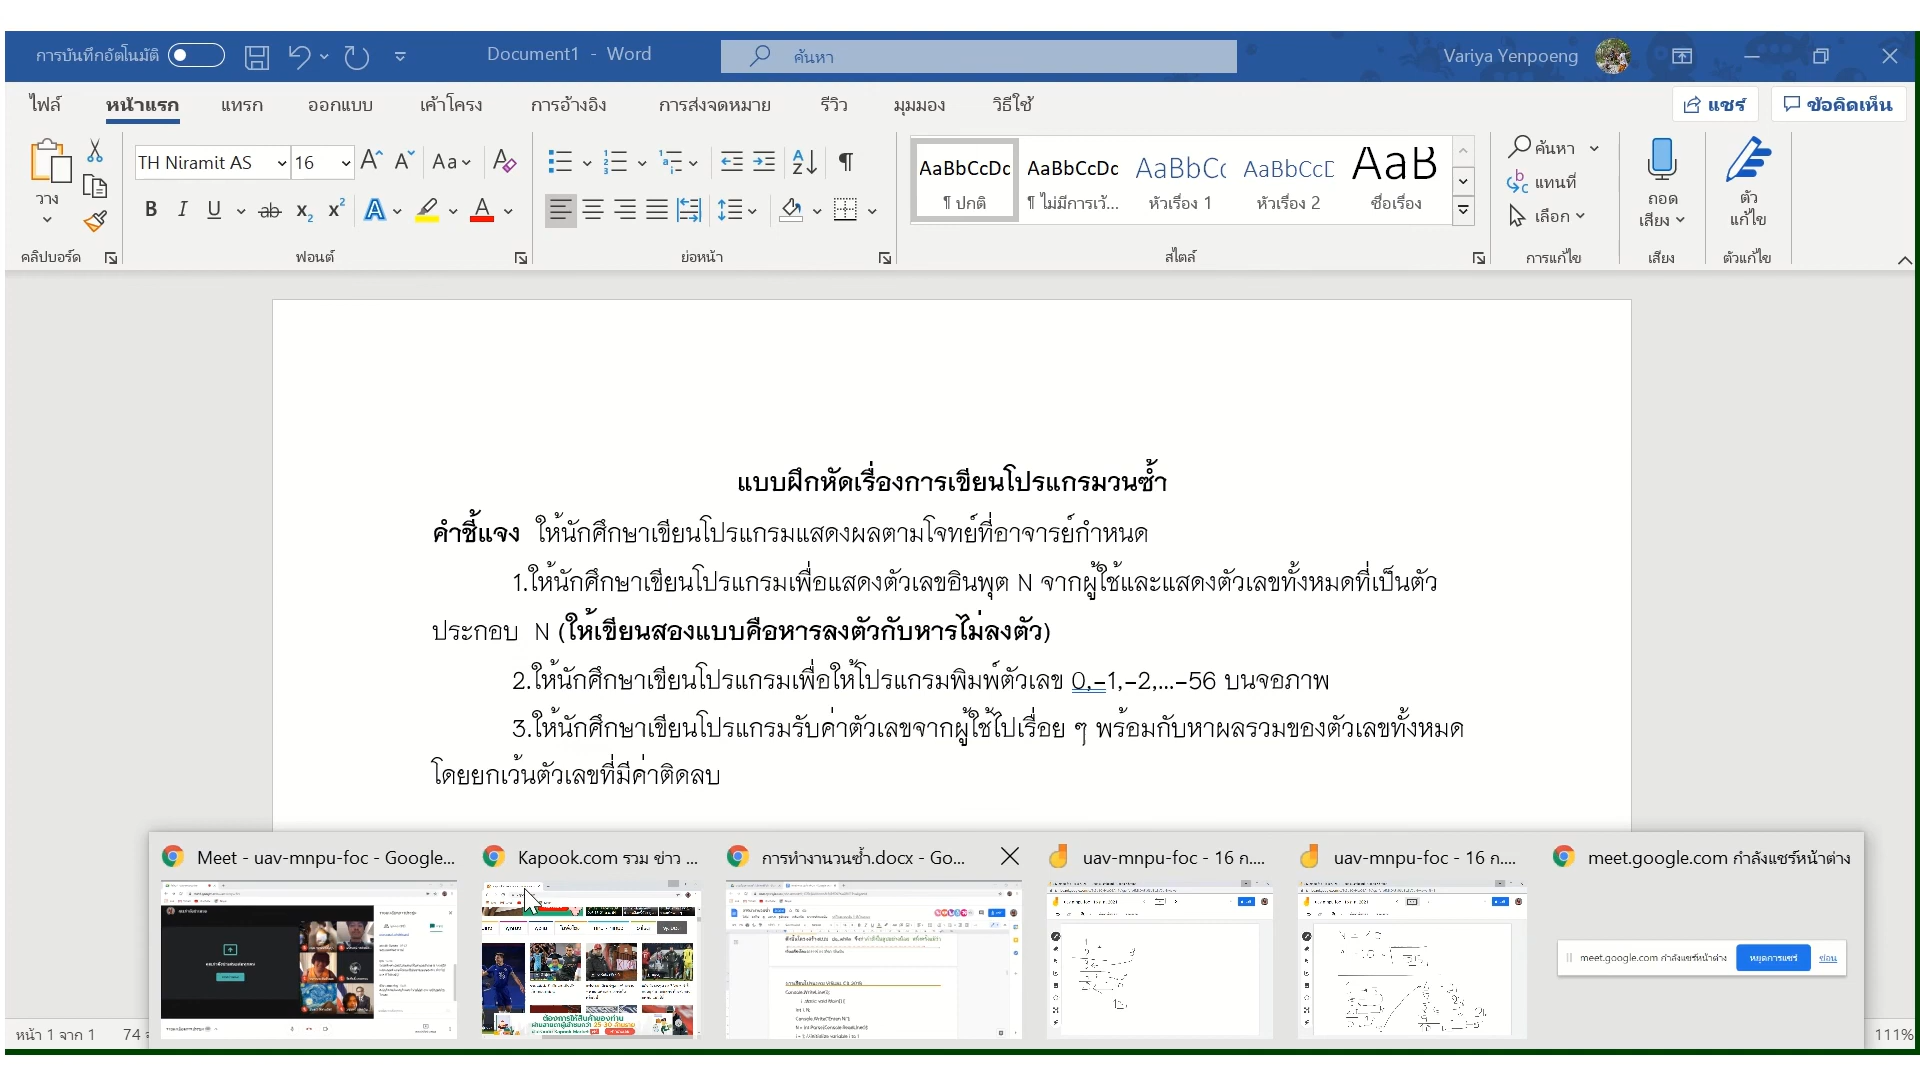 การบันทึกอัตโนมัติ
Document1 - Word
ค้นหา
Variya Yenpoeng
ไฟล์ หน้าแรก แทรก ออกแบบ เค้าโครง การอ้างอิง การส่งจดหมาย รีวิว มุมมอง วิธีใช้
แชร์ ข้อคิดเห็น
วาง
TH Niramit AS 16
AaBbCcDc AaBbCcDc AaBbCc AaBbCcD AaB
¶ ปกติ ¶ ไม่มีการเว้... หัวเรื่อง 1 หัวเรื่อง 2 ชื่อเรื่อง
ค้นหา
แทนที่
เลือก
ถอด
เสียง
ตัว
แก้ไข
คลิปบอร์ด ฟอนต์ ย่อหน้า สไตล์ การแก้ไข เสียง ตัวแก้ไข
แบบฝึกหัดเรื่องการเขียนโปรแกรมวนซ้ำ
คำชี้แจง ให้นักศึกษาเขียนโปรแกรมแสดงผลตามโจทย์ที่อาจารย์กำหนด
1.ให้นักศึกษาเขียนโปรแกรมเพื่อแสดงตัวเลขอินพุต N จากผู้ใช้และแสดงตัวเลขทั้งหมดที่เป็นตัว
ประกอบ N (ให้เขียนสองแบบคือหารลงตัวกับหารไม่ลงตัว)
2.ให้นักศึกษาเขียนโปรแกรมเพื่อให้โปรแกรมพิมพ์ตัวเลข 0,-1,-2,...-56 บนจอภาพ
3.ให้นักศึกษาเขียนโปรแกรมรับค่าตัวเลขจากผู้ใช้ไปเรื่อย ๆ พร้อมกับหาผลรวมของตัวเลขทั้งหมด
โดยยกเว้นตัวเลขที่มีค่าติดลบ
Meet - uav-mnpu-foc - Google...
Kapook.com รวม ข่าว ...
การทำงานวนซ้ำ.docx - Go...
uav-mnpu-foc - 16 ก....
uav-mnpu-foc - 16 ก....
meet.google.com กำลังแชร์หน้าต่าง
meet.google.com กำลังแชร์หน้าต่าง หยุดการแชร์ ซ่อน
หน้า 1 จาก 1 74
111%